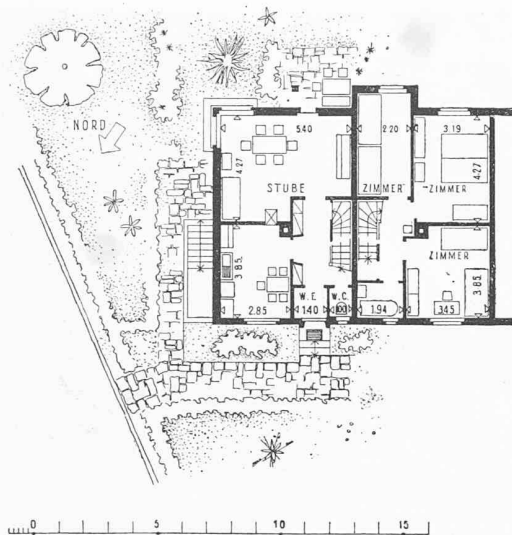 NORD
5.40
2.20
3.19
4.27
4.27
STUBE
ZIMMER
ZIMMER
ZIMMER
3.85
3.85
W.F.
W.C.
2.85
1.40
1.00
1.94
3.45
0 5 10 15